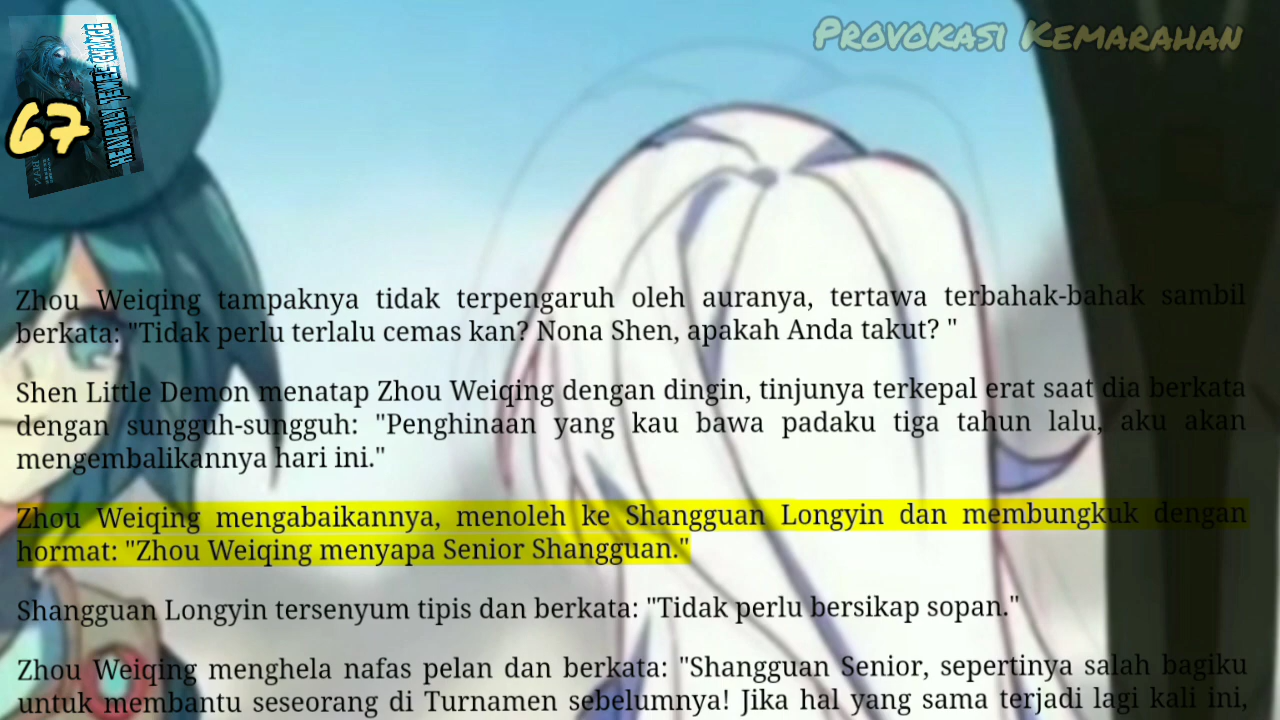 Provokasi Kemarahan
HEAVENLY JEWEL CHANGE
67
Zhou Weiqing tampaknya tidak terpengaruh oleh auranya, tertawa terbahak-bahak sambil
berkata: "Tidak perlu terlalu cemas kan? Nona Shen, apakah Anda takut? "
Shen Little Demon menatap Zhou Weiqing dengan dingin, tinjunya terkepal erat saat dia berkata
dengan sungguh-sungguh: "Penghinaan yang kau bawa padaku tiga tahun lalu, aku akan
mengembalikannya hari ini."
Zhou Weiqing mengabaikannya, menoleh ke Shangguan Longyin dan membungkuk dengan
hormat: "Zhou Weiqing menyapa Senior Shangguan."
Shangguan Longyin tersenyum tipis dan berkata: "Tidak perlu bersikap sopan."
Zhou Weiqing menghela nafas pelan dan berkata: "Shangguan Senior, sepertinya salah bagiku
untuk membantu seseorang di Turnamen sebelumnya! Jika hal yang sama terjadi lagi kali ini,